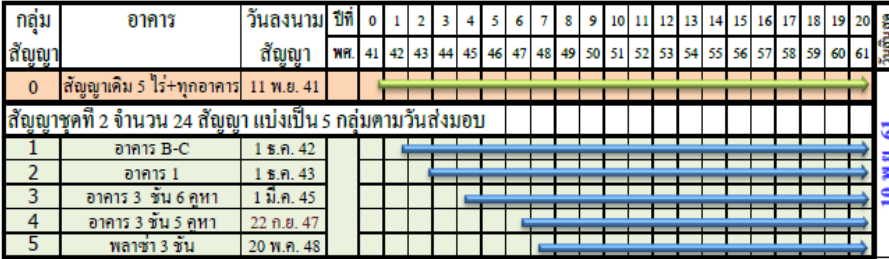 กลุ่ม สัญญา อาคาร วันลงนาม สัญญา ปีที่ 0 1 2 3 4 5 6 7 8 9 10 11 12 13 14 15 16 17 18 19 20
พศ. 41 42 43 44 45 46 47 48 49 50 51 52 53 54 55 56 57 58 59 60 61
0 สัญญาเดิม 5 ไร่+ทุกอาคาร 11 พ.ย. 41
สัญญาชุดที่ 2 จำนวน 24 สัญญา แบ่งเป็น 5 กลุ่มตามวันส่งมอบ
1 อาคาร B-C 1 ธ.ค. 42
2 อาคาร 1 1 ธ.ค. 43
3 อาคาร 3 ชั้น 6 คูหา 1 มี.ค. 45
4 อาคาร 3 ชั้น 5 คูหา 22 ก.ย. 47
5 พลาซ่า 3 ชั้น 20 พ.ค. 48
10 พ.ย. 61